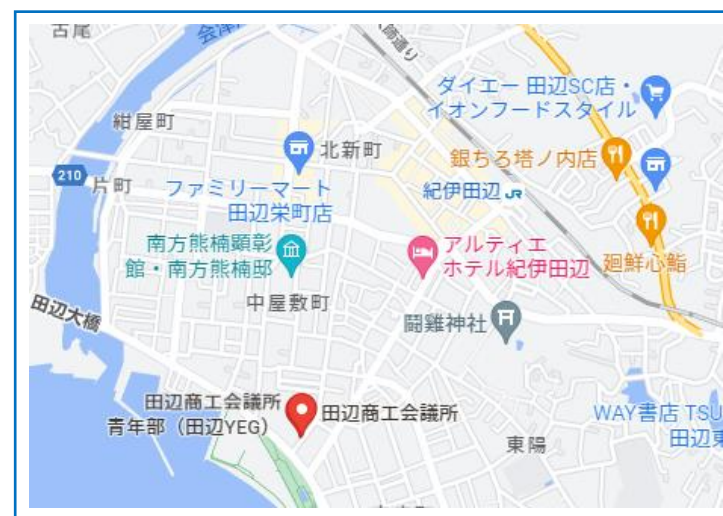 古尾
会津
師通り
ダイエー 田辺SC店・
イオンフードスタイル
紺屋町
北新町
銀ちろ塔ノ内店
210
片町
ファミリーマート
田辺栄町店
紀伊田辺 JR
南方熊楠顕彰
館・南方熊楠邸
アルティエ
ホテル紀伊田辺
廻鮮心鮨
中屋敷町
田辺大橋
闘雞神社
田辺商工会議所
青年部(田辺YEG)
田辺商工会議所
WAY書店 TSU
田辺東
東陽